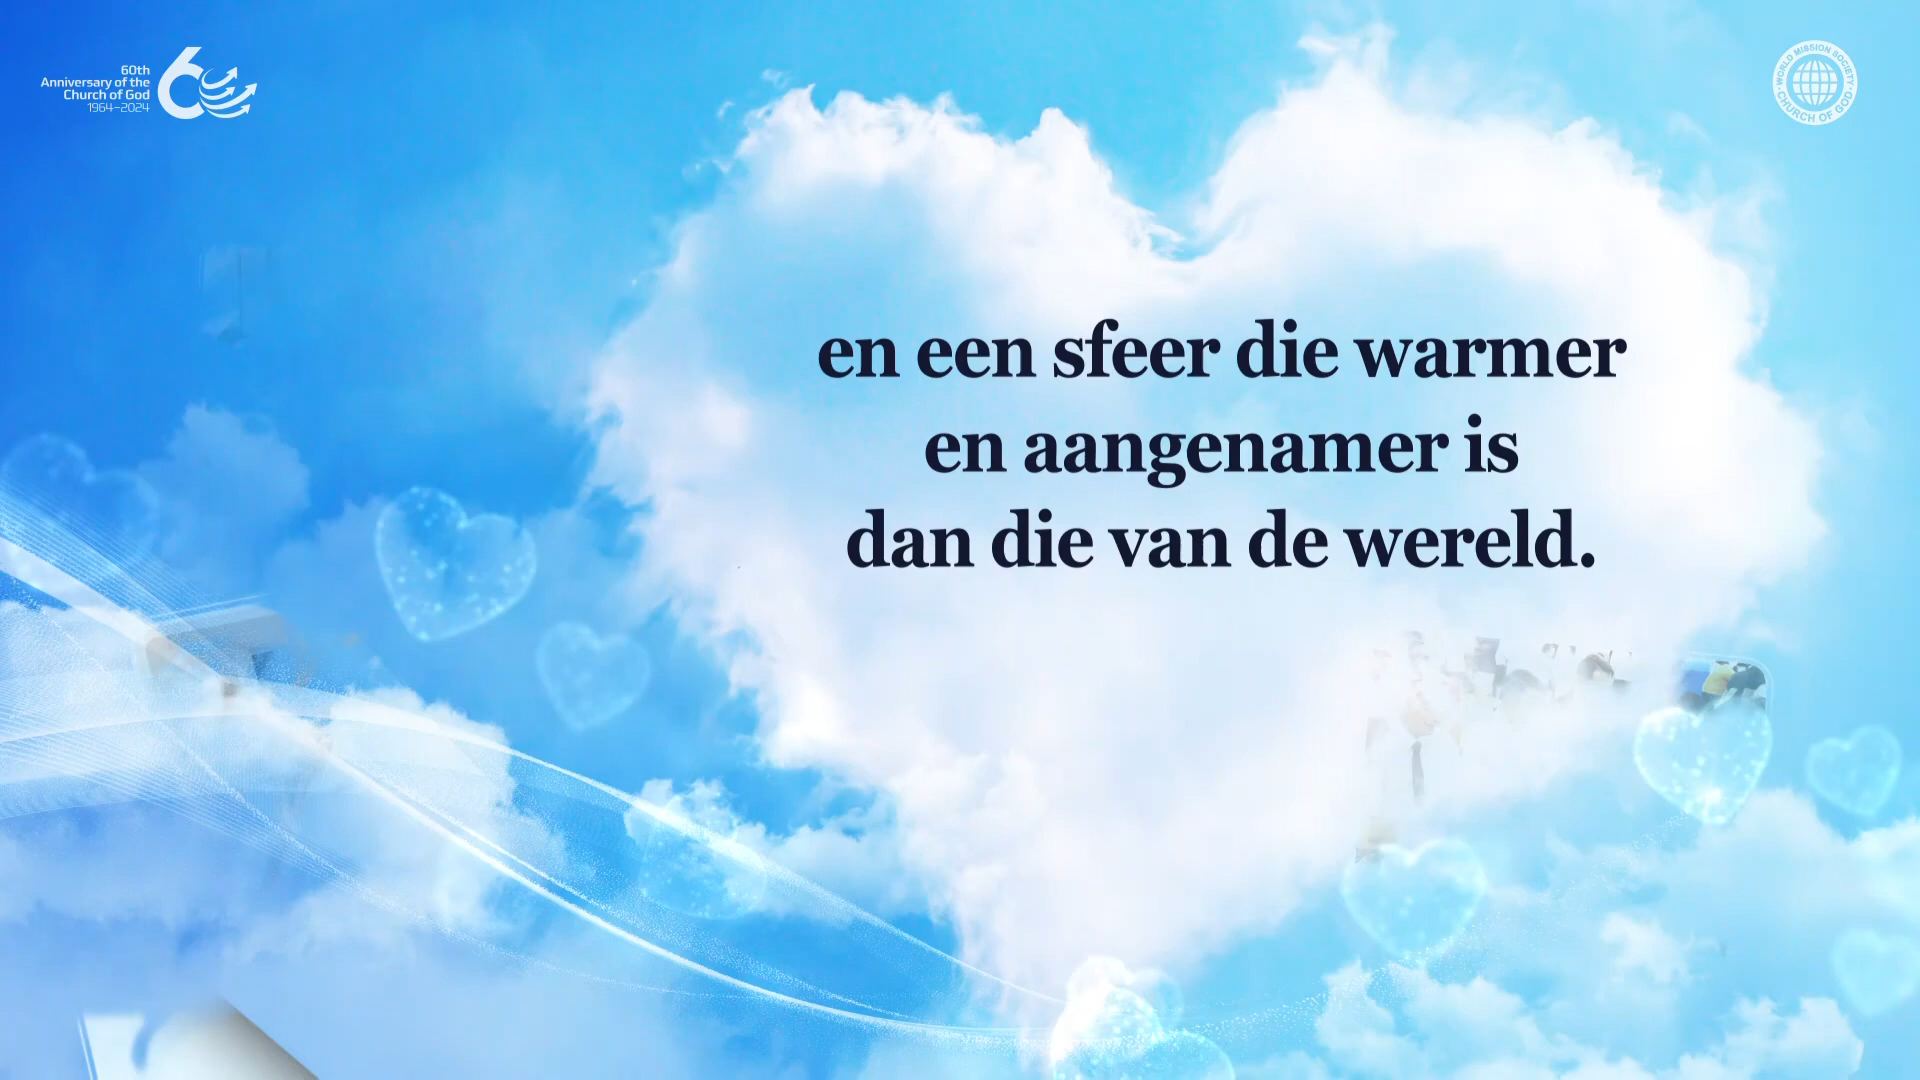 60th
Anniversary of the
Church of God
1964–2024
WORLD MISSION SOCIETY
CHURCH OF GOD
en een sfeer die warmer
en aangenamer is
dan die van de wereld.